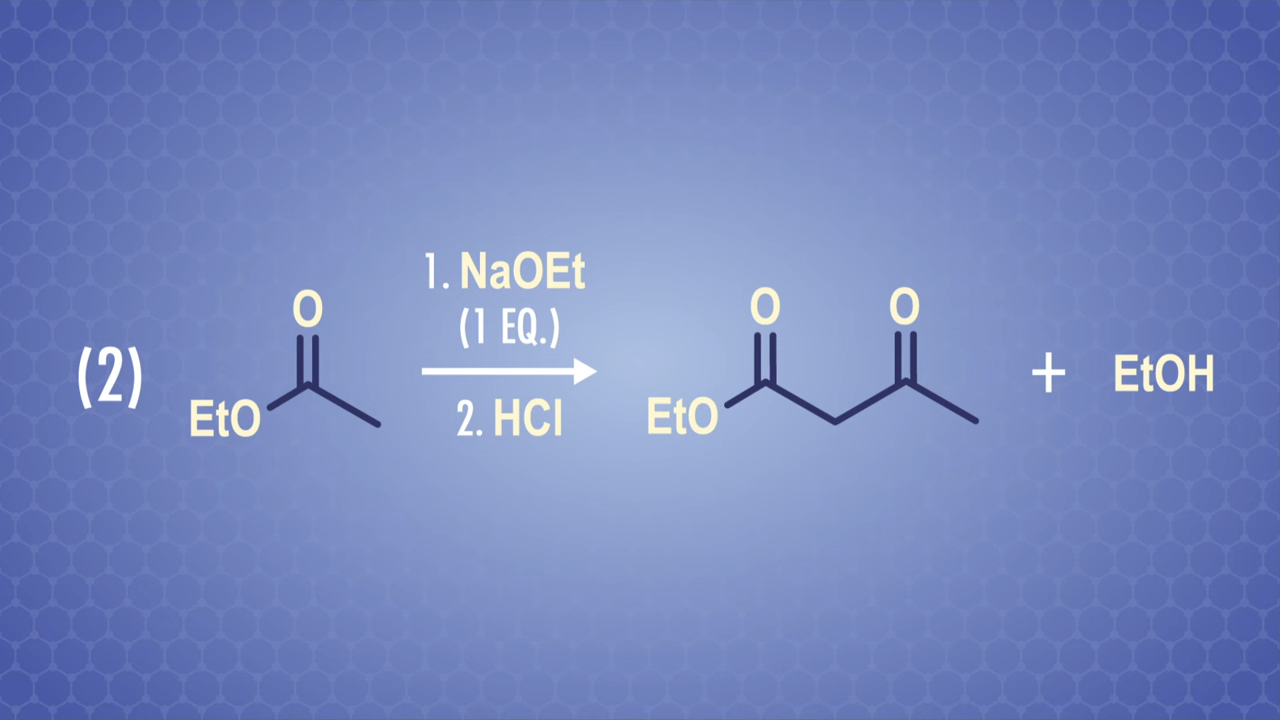 1. NaOEt
(1 EQ.)
2. HCl
(2)
O
EtO
O
O
EtO
+
EtOH